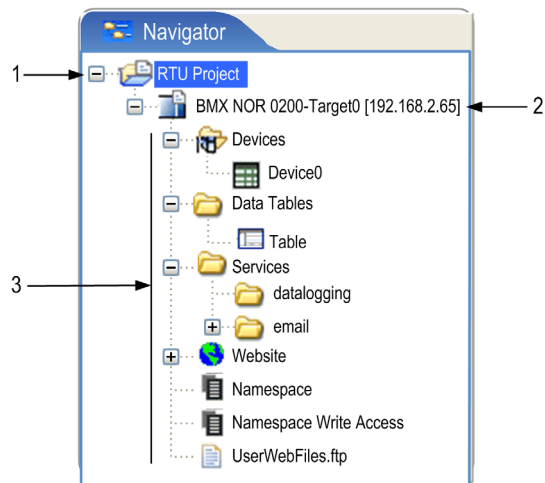 Navigator
1
RTU Project
BMX NOR 0200-Target0 [192.168.2.65]
2
Devices
Device0
Data Tables
Table
3
Services
datalogging
email
Website
Namespace
Namespace Write Access
UserWebFiles.ftp